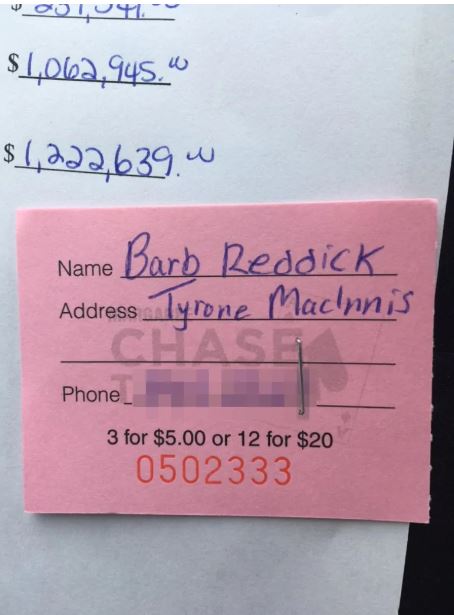 $1,062,945.00
$1,222,639.00
Name Barb Reddick
Address Tyrone MacInnis
CHASE
Phone
3 for $5.00 or 12 for $20
0502333